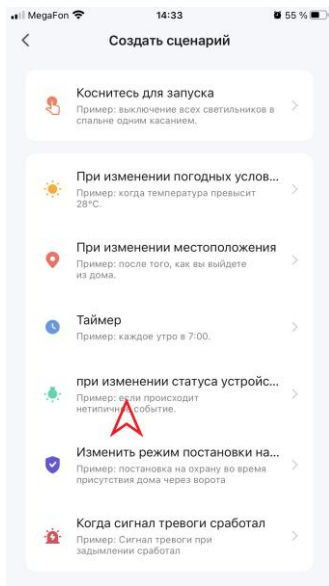 MegaFon 14:33 55 %
Создать сценарий
Коснитесь для запуска
Пример: выключение всех светильников в
спальне одним касанием.
При изменении погодных услов...
Пример: когда температура превысит
28°C.
При изменении местоположения
Пример: после того, как вы выйдете
из дома.
Таймер
Пример: каждое утро в 7:00.
при изменении статуса устройс...
Пример: если происходит
нетипичное событие.
Изменить режим постановки на...
Пример: постановка на охрану во время
присутствия дома через ворота
Когда сигнал тревоги сработал
Пример: Сигнал тревоги при
задымлении сработал